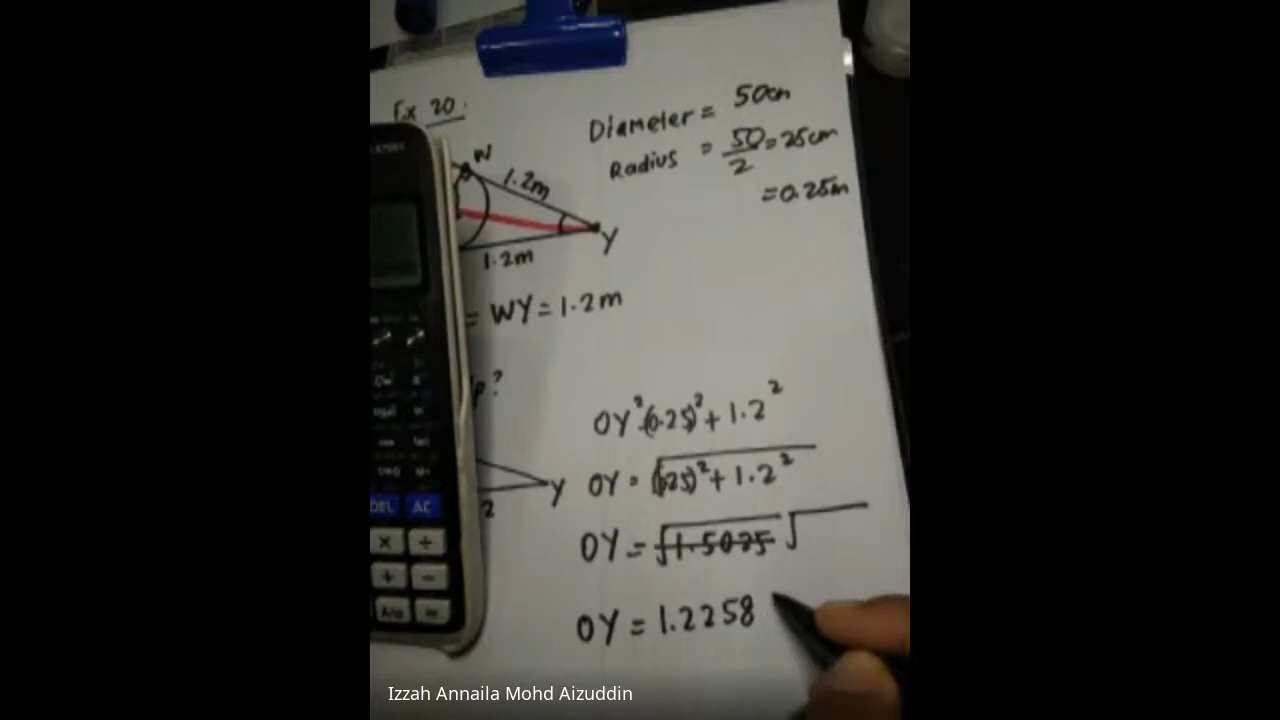 Ex 20:
Diameter = 50cm
Radius = 50/2 = 25cm
= 0.25m
W
1.2m
Y
1.2m
= WY = 1.2m
?
OY²(0.25)² + 1.2²
OY = √(0.25)² + 1.2²
Y
2
OY = √1.5025 √
OY = 1.2258
DEL AC
× ÷
+ −
Ans =
Izzah Annaila Mohd Aizuddin